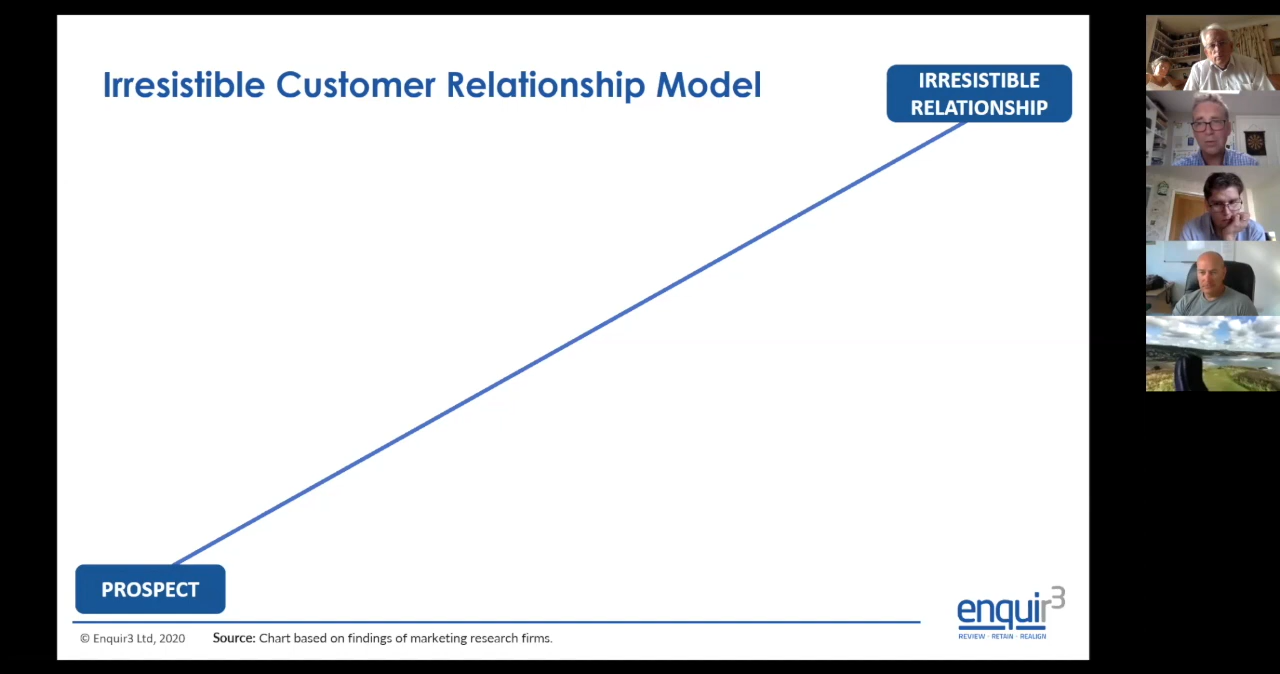 Irresistible Customer Relationship Model
IRRESISTIBLE
RELATIONSHIP
PROSPECT
© Enquir3 Ltd, 2020 Source: Chart based on findings of marketing research firms.
enquir3
REVIEW · RETAIN · REALIGN